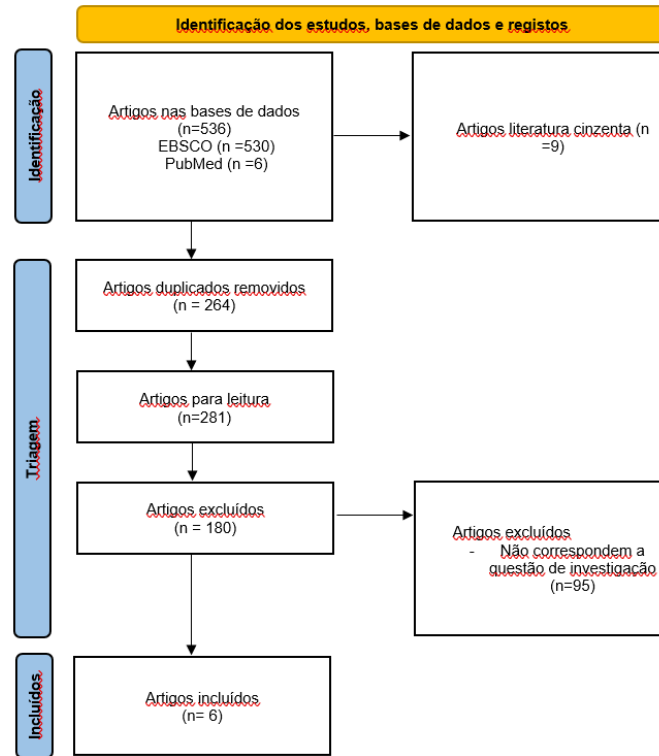 Identificação dos estudos, bases de dados e registos
Identificação
Artigos nas bases de dados
(n=536)
EBSCO (n =530)
PubMed (n =6)
Artigos literatura cinzenta (n
=9)
Triagem
Artigos duplicados removidos
(n = 264)
Artigos para leitura
(n=281)
Artigos excluídos
(n = 180)
Artigos excluídos
- Não correspondem a
questão de investigação
(n=95)
Incluídos
Artigos incluídos
(n= 6)